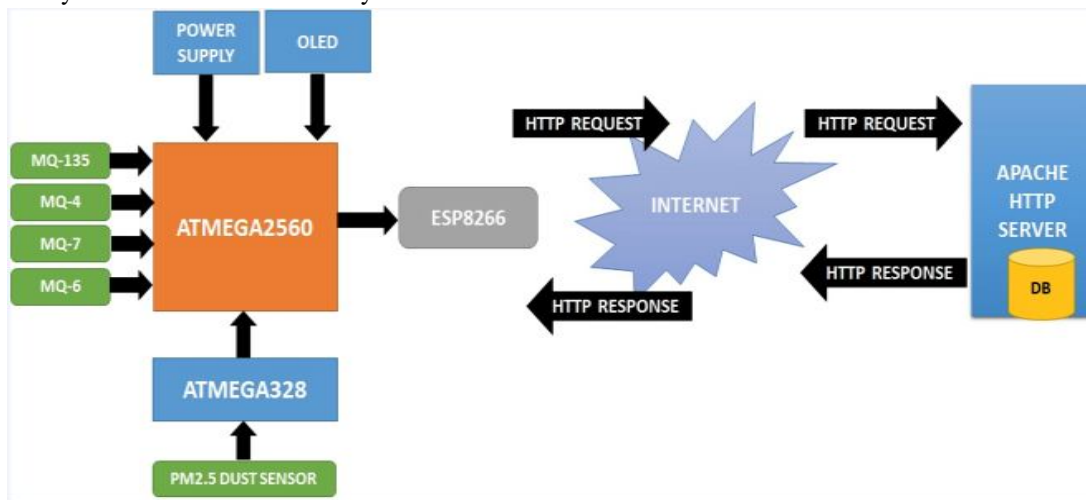 POWER
SUPPLY
OLED
MQ-135
MQ-4
MQ-7
MQ-6
ATMEGA2560
ESP8266
ATMEGA328
PM2.5 DUST SENSOR
HTTP REQUEST
INTERNET
HTTP RESPONSE
HTTP REQUEST
HTTP RESPONSE
APACHE
HTTP
SERVER
DB